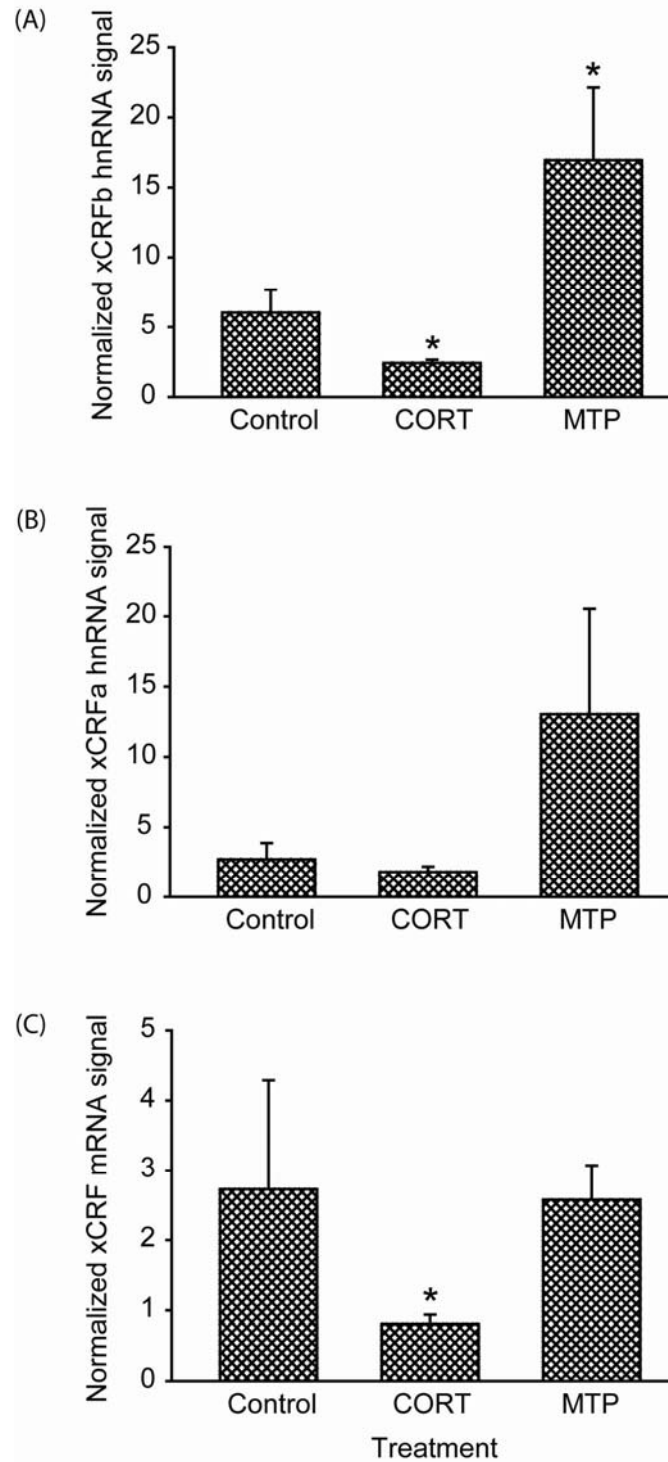 (A)
Normalized xCRFb hnRNA signal
25
20
15
10
5
0
*
*
Control CORT MTP
(B)
Normalized xCRFa hnRNA signal
25
20
15
10
5
0
Control CORT MTP
(C)
Normalized xCRF mRNA signal
5
4
3
2
1
0
*
Control CORT MTP
Treatment